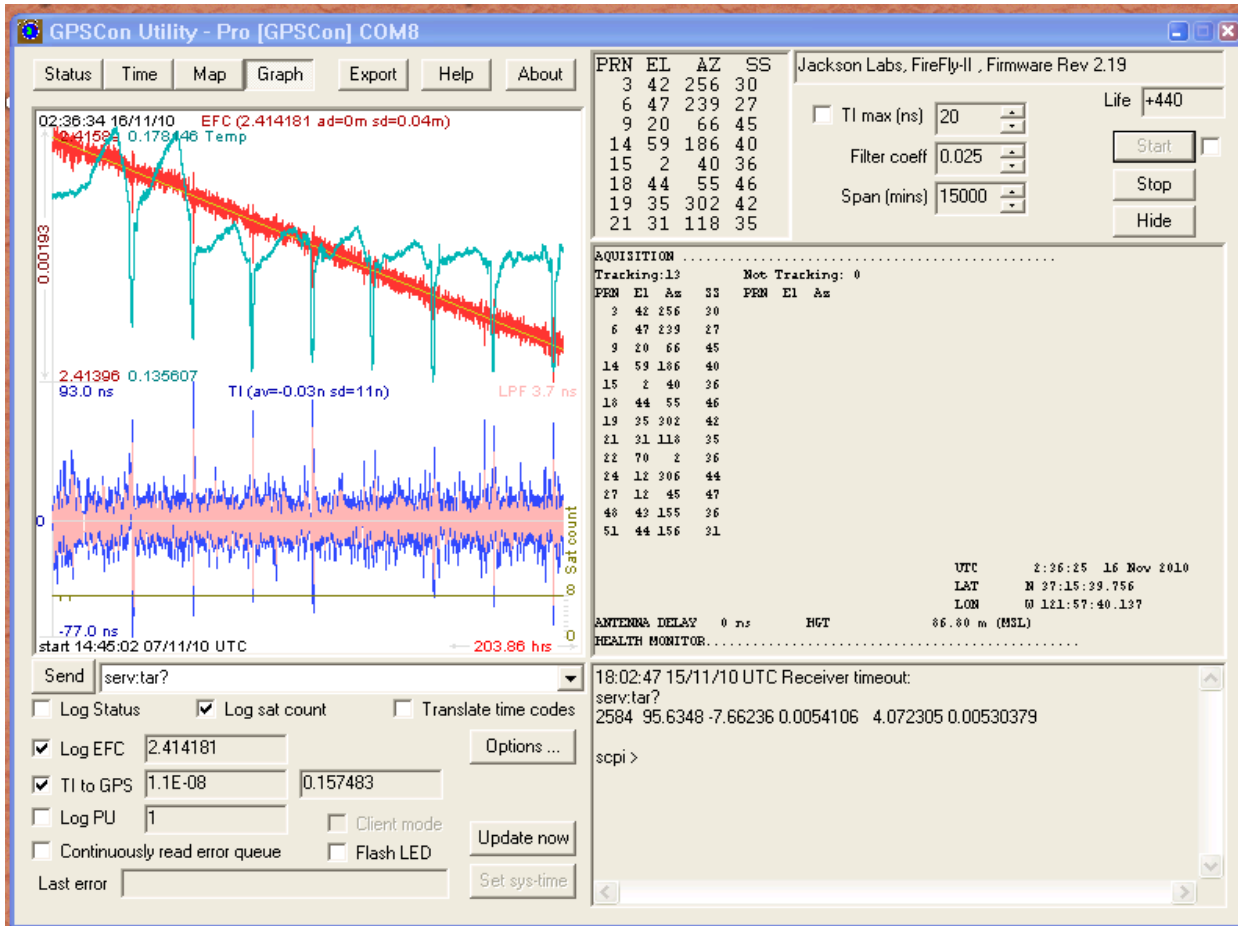 GPSCon Utility - Pro [GPSCon] COM8
Status Time Map Graph Export Help About
02:36:34 16/11/10 EFC (2.414181 ad=0m sd=0.04m)
0.178446 Temp
0.00193
2.41396 0.135607
93.0 ns TI (av=-0.03n sd=11n) LPF 3.7 ns
0
Sat count
8
-77.0 ns 0
start 14:45:02 07/11/10 UTC 203.86 hrs
PRN EL AZ SS
3 42 256 30
6 47 239 27
9 20 66 45
14 59 186 40
15 2 40 36
18 44 55 46
19 35 302 42
21 31 118 35
Jackson Labs, FireFly-II , Firmware Rev 2.19
Life +440
TI max (ns) 20
Start
Filter coeff 0.025
Stop
Span (mins) 15000
Hide
AQUISITION ...................................................
Tracking:13 Not Tracking: 0
PRN El Az SS PRN El Az
3 42 256 30
6 47 239 27
9 20 66 45
14 59 186 40
15 2 40 36
18 44 55 46
19 35 302 42
21 31 118 35
22 70 2 36
24 12 306 44
27 12 45 47
48 43 155 36
51 44 156 31
UTC 2:36:25 16 Nov 2010
LAT N 37:15:39.756
LON W 121:57:40.137
ANTENNA DELAY 0 ns HGT 86.80 m (MSL)
HEALTH MONITOR...................................................
Send serv:tar?
Log Status Log sat count Translate time codes
Log EFC 2.414181 Options ...
TI to GPS 1.1E-08 0.157483
Log PU 1 Client mode
Update now
Continuously read error queue Flash LED
Last error Set sys-time
18:02:47 15/11/10 UTC Receiver timeout:
serv:tar?
2584 95.6348 -7.66236 0.0054106 4.072305 0.00530379
scpi >